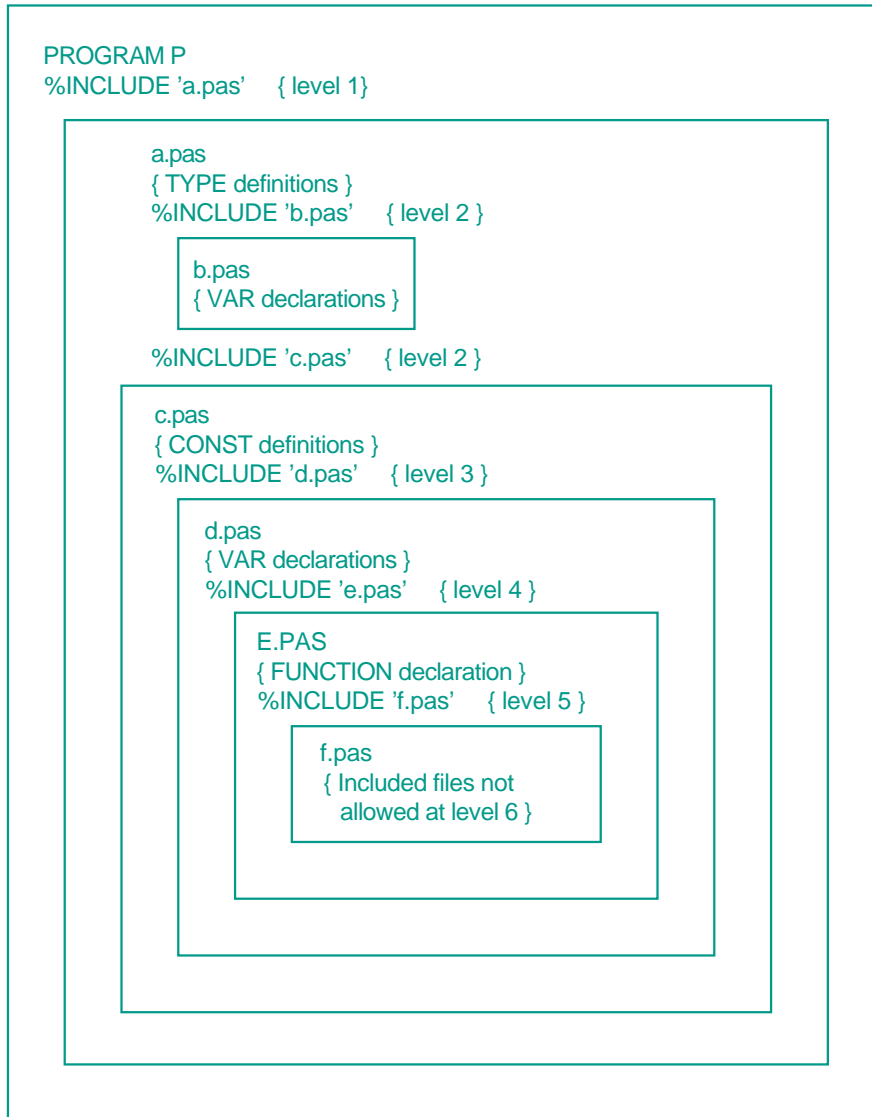 PROGRAM P
%INCLUDE ’a.pas’ { level 1}
a.pas
{ TYPE definitions }
%INCLUDE ’b.pas’ { level 2 }
b.pas
{ VAR declarations }
%INCLUDE ’c.pas’ { level 2 }
c.pas
{ CONST definitions }
%INCLUDE ’d.pas’ { level 3 }
d.pas
{ VAR declarations }
%INCLUDE ’e.pas’ { level 4 }
E.PAS
{ FUNCTION declaration }
%INCLUDE ’f.pas’ { level 5 }
f.pas
{ Included files not
allowed at level 6 }